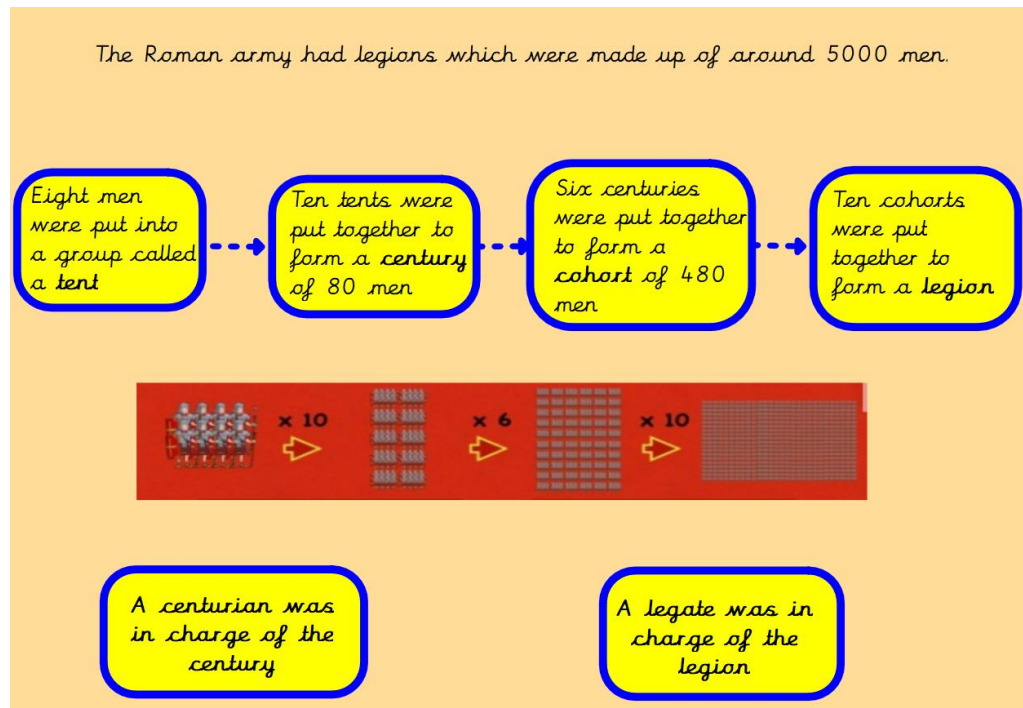 The Roman army had legions which were made up of around 5000 men.
Eight men
were put into
a group called
a tent
Ten tents were
put together to
form a century
of 80 men
Six centuries
were put together
to form a
cohort of 480
men
Ten cohorts
were put
together to
form a legion
x 10
x 6
x 10
A centurian was
in charge of the
century
A legate was in
charge of the
legion